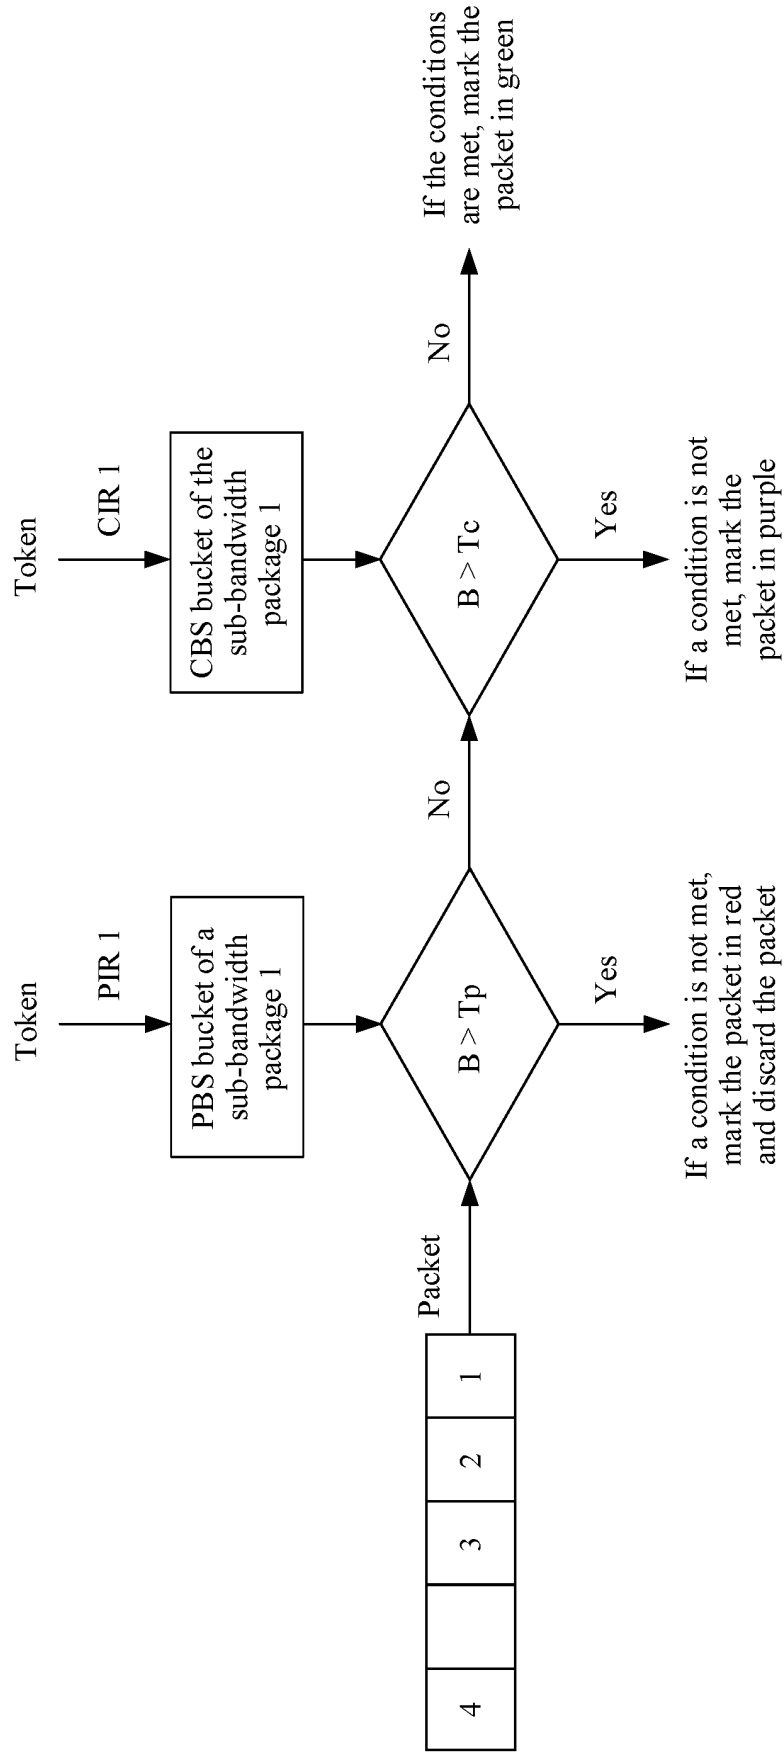 Token
PIR 1
PBS bucket of a
sub-bandwidth
package 1
Token
CIR 1
CBS bucket of the
sub-bandwidth
package 1
4
3
2
1
Packet
B > Tp
No
B > Tc
No
If the conditions
are met, mark the
packet in green
Yes
If a condition is not met,
mark the packet in red
and discard the packet
Yes
If a condition is not
met, mark the
packet in purple